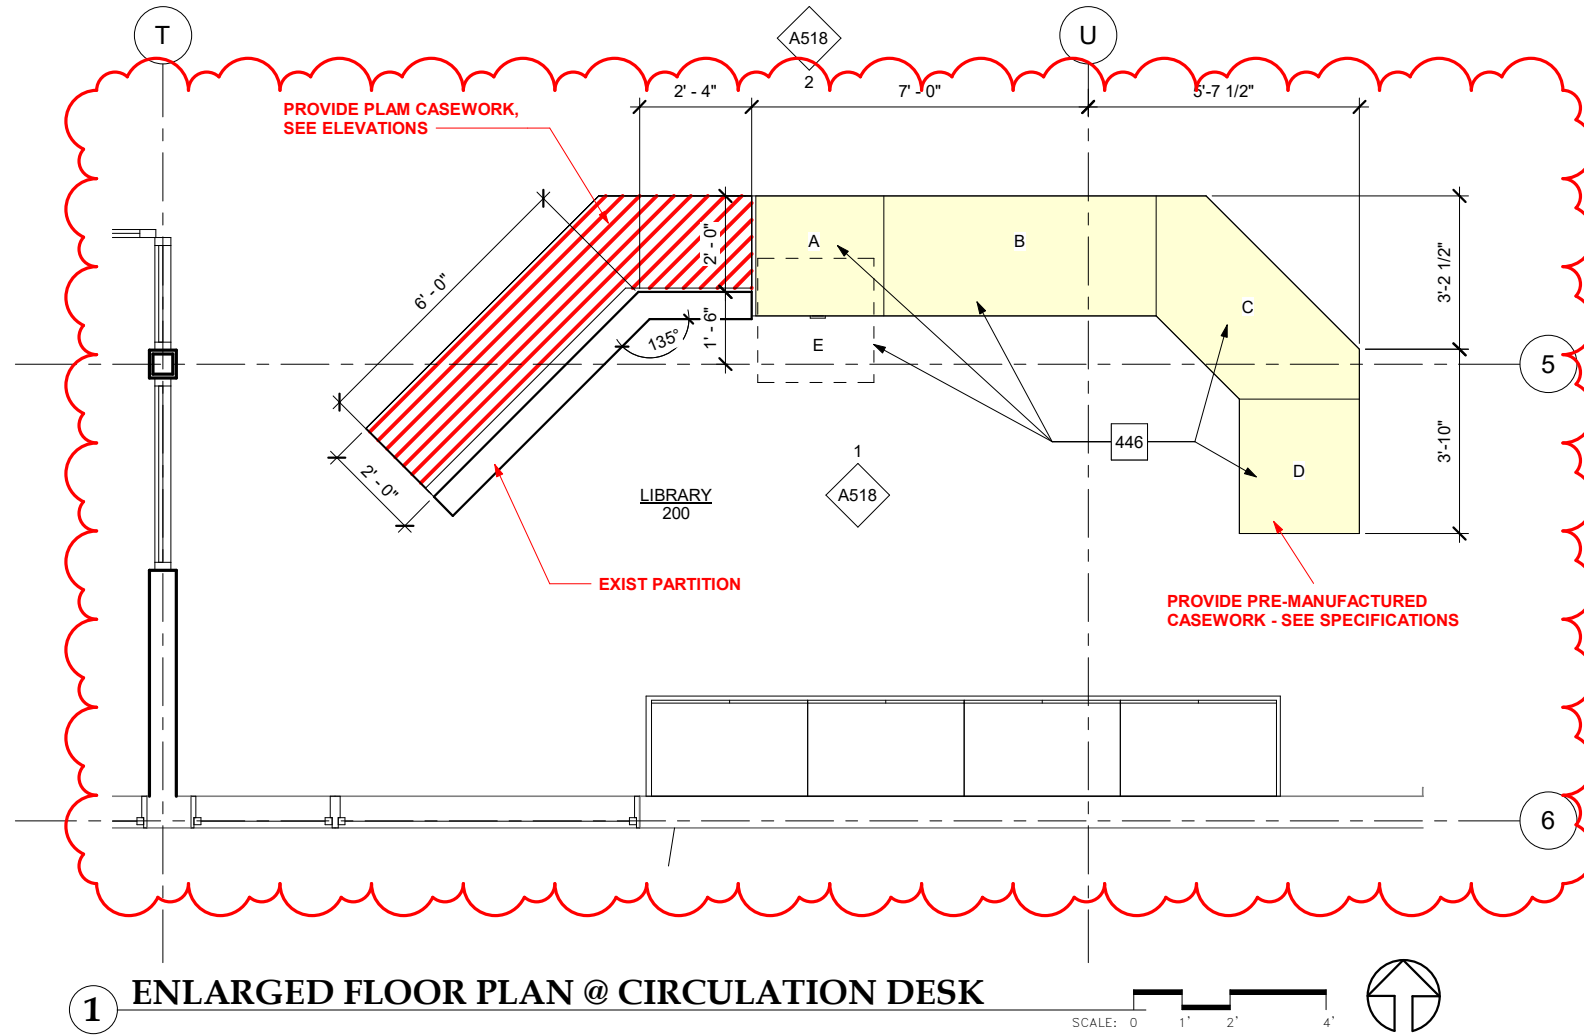 T
A518
2
U
2' - 4"
7' - 0"
5'-7 1/2"
PROVIDE PLAM CASEWORK,
SEE ELEVATIONS
6' - 0"
2' - 0"
A
B
C
3'-2 1/2"
1' - 6"
135°
E
5
446
3'-10"
2' - 0"
D
1
A518
LIBRARY
200
EXIST PARTITION
PROVIDE PRE-MANUFACTURED
CASEWORK - SEE SPECIFICATIONS
6
1 ENLARGED FLOOR PLAN @ CIRCULATION DESK
SCALE: 0 1' 2' 4'